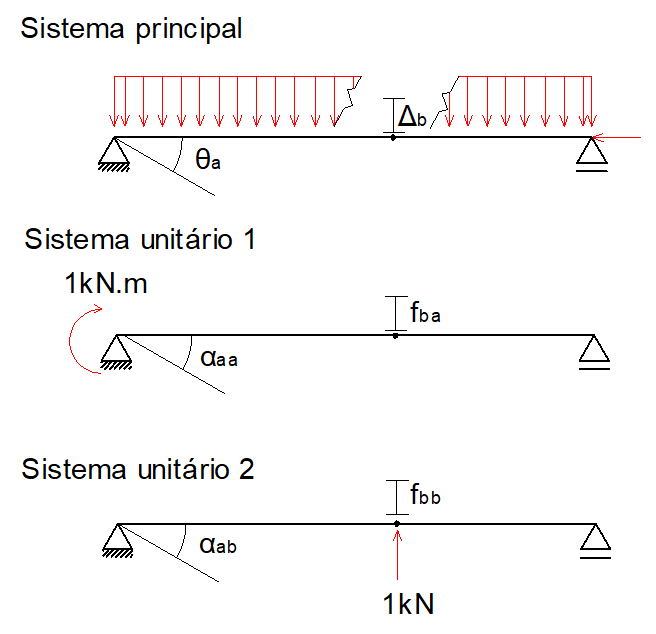 Sistema principal
Δb
θa
Sistema unitário 1
1kN.m
fba
αaa
Sistema unitário 2
fbb
αab
1kN